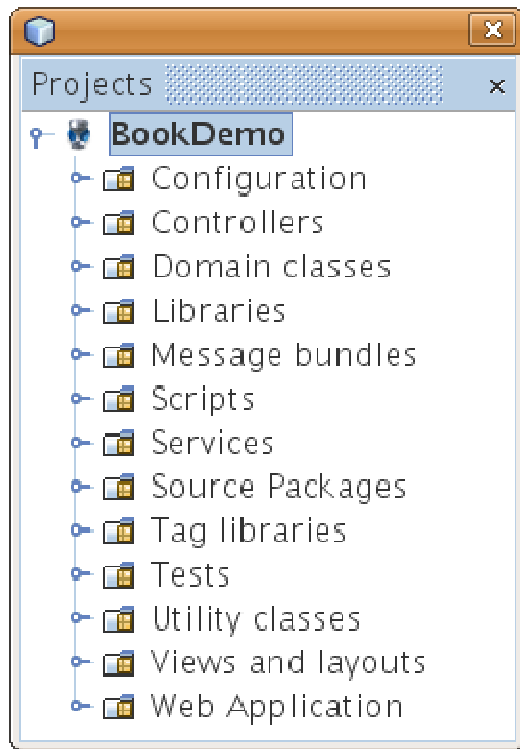 Projects
BookDemo
Configuration
Controllers
Domain classes
Libraries
Message bundles
Scripts
Services
Source Packages
Tag libraries
Tests
Utility classes
Views and layouts
Web Application